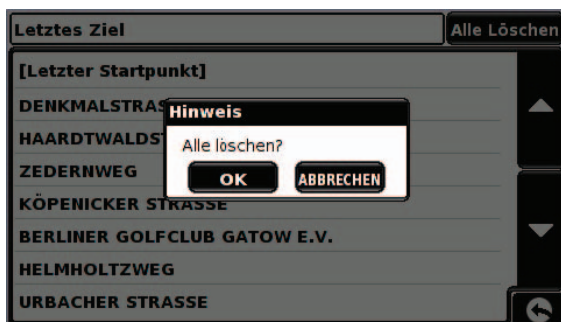 Letztes Ziel
Alle Löschen
[Letzter Startpunkt]
DENKMALSTRAS
Hinweis
HAARDTWALDST
Alle löschen?
ZEDERNWEG
OK
ABBRECHEN
KÖPENICKER STRASSE
BERLINER GOLFCLUB GATOW E.V.
HELMHOLTZWEG
URBACHER STRASSE